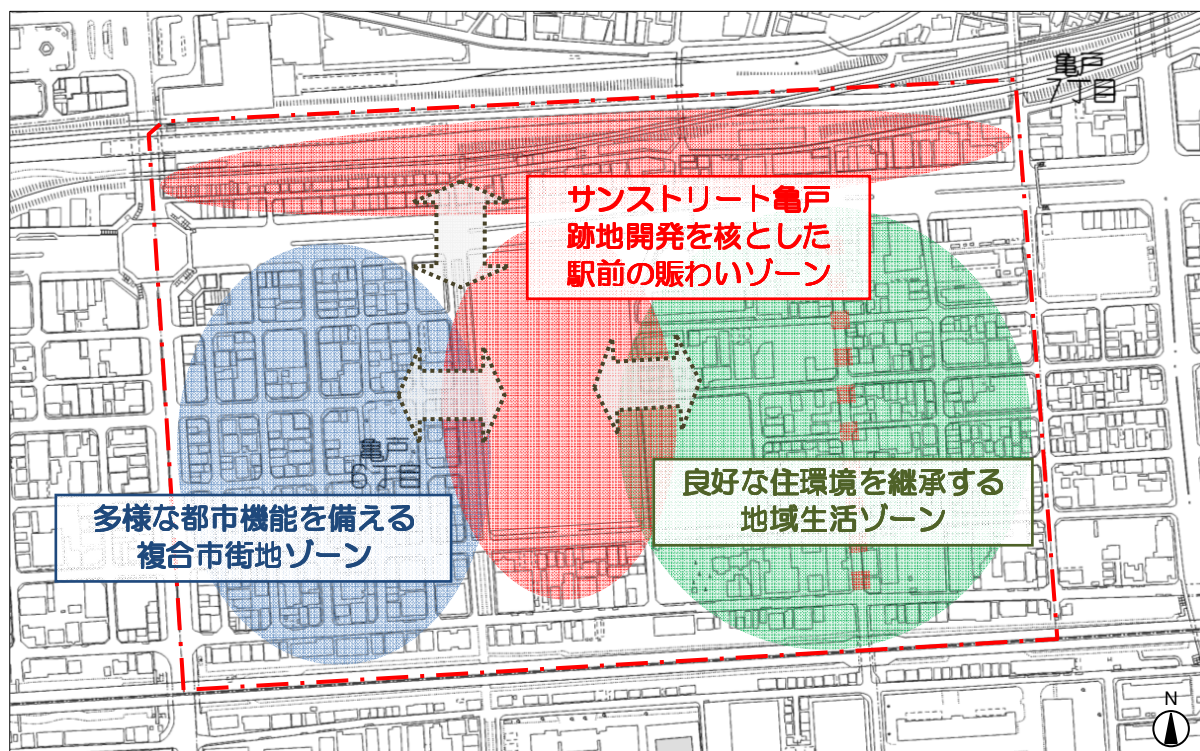 亀戸
7丁目
サンストリート亀戸
跡地開発を核とした
駅前の賑わいゾーン
亀戸
6丁目
良好な住環境を継承する
地域生活ゾーン
多様な都市機能を備える
複合市街地ゾーン
N